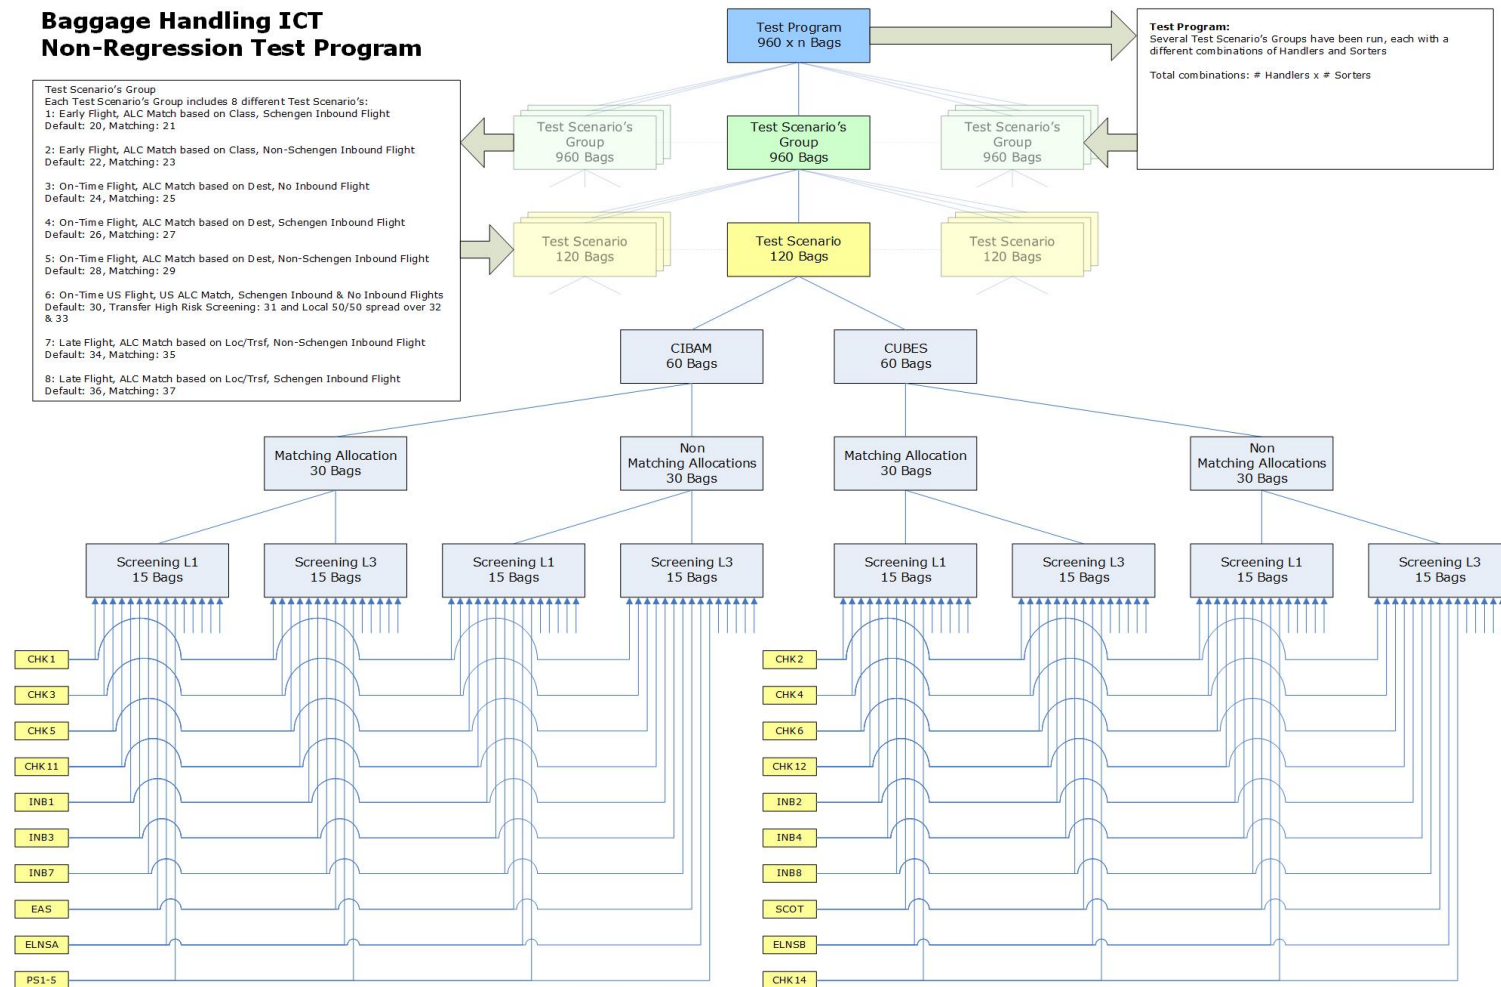 Baggage Handling ICT
Non-Regression Test Program
Test Program
960 x n Bags
Test Program:
Several Test Scenario's Groups have been run, each with a
different combinations of Handlers and Sorters
Total combinations: # Handlers x # Sorters
Test Scenario's Group
Each Test Scenario's Group includes 8 different Test Scenario's:
1: Early Flight, ALC Match based on Class, Schengen Inbound Flight
Default: 20, Matching: 21
2: Early Flight, ALC Match based on Class, Non-Schengen Inbound Flight
Default: 22, Matching: 23
3: On-Time Flight, ALC Match based on Dest, No Inbound Flight
Default: 24, Matching: 25
4: On-Time Flight, ALC Match based on Dest, Schengen Inbound Flight
Default: 26, Matching: 27
5: On-Time Flight, ALC Match based on Dest, Non-Schengen Inbound Flight
Default: 28, Matching: 29
6: On-Time US Flight, US ALC Match, Schengen Inbound & No Inbound Flights
Default: 30, Transfer High Risk Screening: 31 and Local 50/50 spread over 32
& 33
7: Late Flight, ALC Match based on Loc/Trsf, Non-Schengen Inbound Flight
Default: 34, Matching: 35
8: Late Flight, ALC Match based on Loc/Trsf, Schengen Inbound Flight
Default: 36, Matching: 37
Test Scenario's
Group
960 Bags
Test Scenario's
Group
960 Bags
Test Scenario's
Group
960 Bags
Test Scenario
120 Bags
Test Scenario
120 Bags
Test Scenario
120 Bags
CIBAM
60 Bags
CUBES
60 Bags
Matching Allocation
30 Bags
Non
Matching Allocations
30 Bags
Matching Allocation
30 Bags
Non
Matching Allocations
30 Bags
Screening L1
15 Bags
Screening L3
15 Bags
Screening L1
15 Bags
Screening L3
15 Bags
Screening L1
15 Bags
Screening L3
15 Bags
Screening L1
15 Bags
Screening L3
15 Bags
CHK1
CHK3
CHK5
CHK11
INB1
INB3
INB7
EAS
ELNSA
PS1-5
CHK2
CHK4
CHK6
CHK12
INB2
INB4
INB8
SCOT
ELNSB
CHK14